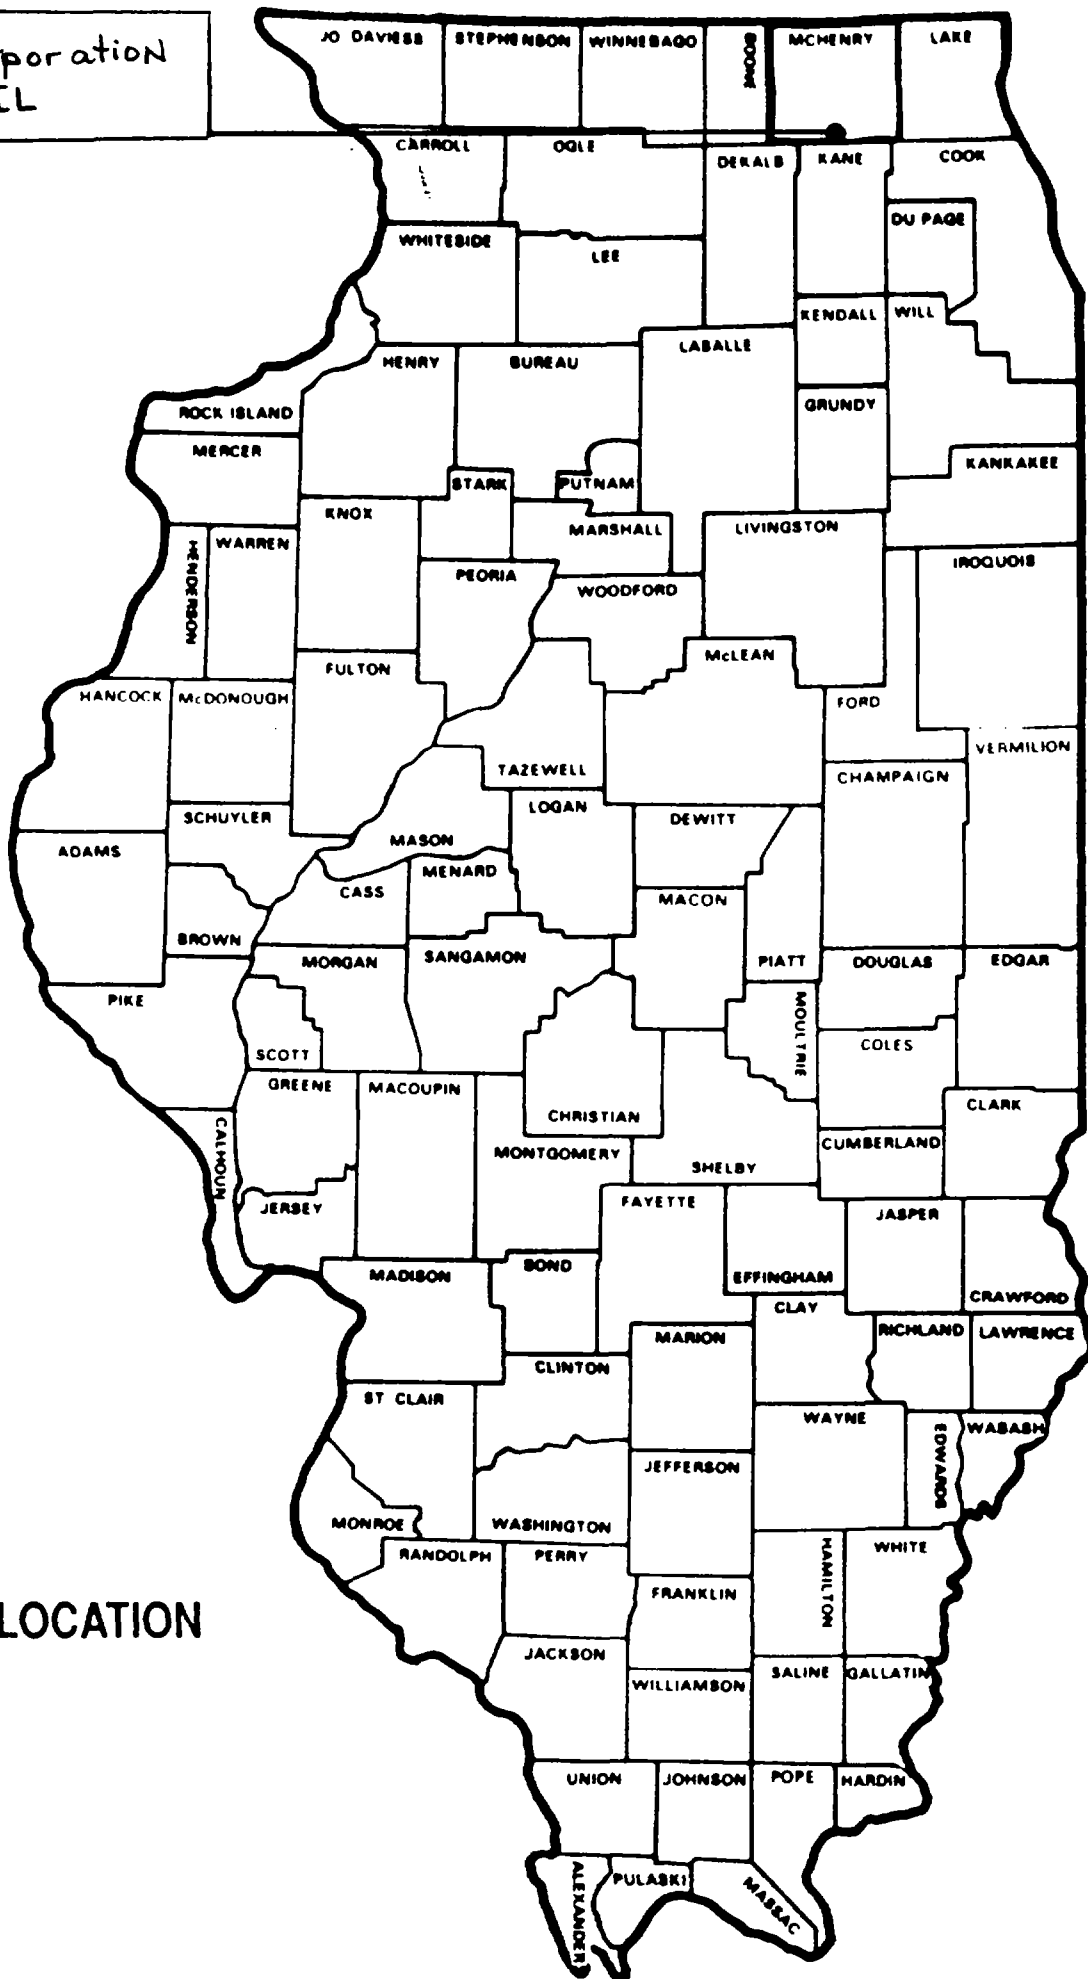 poration
IL
JO DAVIESS
STEPHENSON
WINNEBAGO
BOONE
MCHENRY
LAKE
CARROLL
OGLE
DEKALB
KANE
COOK
DU PAGE
WHITESIDE
LEE
KENDALL
WILL
LASALLE
HENRY
BUREAU
GRUNDY
ROCK ISLAND
MERCER
KANKAKEE
STARK
PUTNAM
KNOX
MARSHALL
LIVINGSTON
HENDERSON
WARREN
PEORIA
WOODFORD
IROQUOIS
FULTON
McLEAN
HANCOCK
McDONOUGH
FORD
VERMILION
TAZEWELL
CHAMPAIGN
LOGAN
SCHUYLER
DEWITT
ADAMS
MASON
MENARD
CASS
MACON
BROWN
MORGAN
SANGAMON
PIATT
DOUGLAS
EDGAR
PIKE
MOULTRIE
SCOTT
COLES
GREENE
MACOUPIN
CHRISTIAN
CLARK
CALHOUN
MONTGOMERY
CUMBERLAND
SHELBY
JERSEY
FAYETTE
JASPER
MADISON
BOND
EFFINGHAM
CRAWFORD
CLAY
MARION
RICHLAND
LAWRENCE
CLINTON
ST CLAIR
WAYNE
EDWARDS
WABASH
JEFFERSON
MONROE
WASHINGTON
RANDOLPH
PERRY
HAMILTON
WHITE
FRANKLIN
LOCATION
JACKSON
WILLIAMSON
SALINE
GALLATIN
UNION
JOHNSON
POPE
HARDIN
ALEXANDER
PULASKI
MASSAC